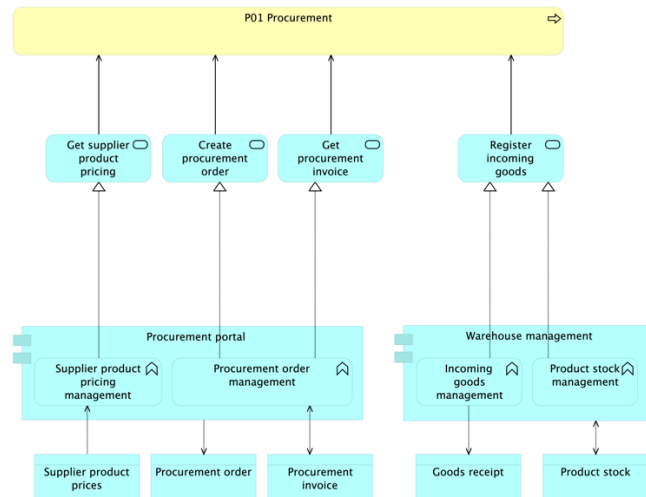 P01 Procurement
Get supplier
product
pricing
Create
procurement
order
Get
procurement
invoice
Register
incoming
goods
Procurement portal
Supplier product
pricing
management
Procurement order
management
Warehouse management
Incoming
goods
management
Product stock
management
Supplier product
prices
Procurement order
Procurement
invoice
Goods receipt
Product stock